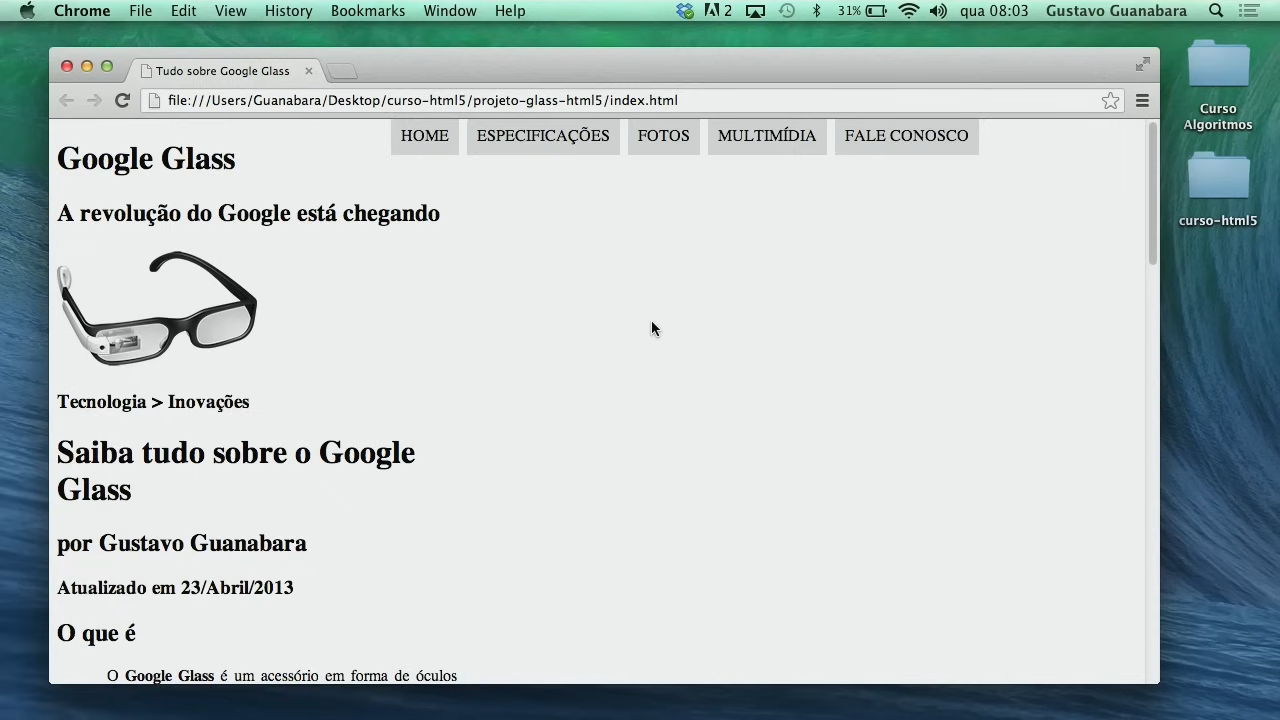 Chrome File Edit View History Bookmarks Window Help 2 31% qua 08:03 Gustavo Guanabara
Tudo sobre Google Glass
file:///Users/Guanabara/Desktop/curso-html5/projeto-glass-html5/index.html
Curso
Algoritmos
curso-html5
HOME ESPECIFICAÇÕES FOTOS MULTIMÍDIA FALE CONOSCO
Google Glass
A revolução do Google está chegando
Tecnologia > Inovações
Saiba tudo sobre o Google
Glass
por Gustavo Guanabara
Atualizado em 23/Abril/2013
O que é
O Google Glass é um acessório em forma de óculos